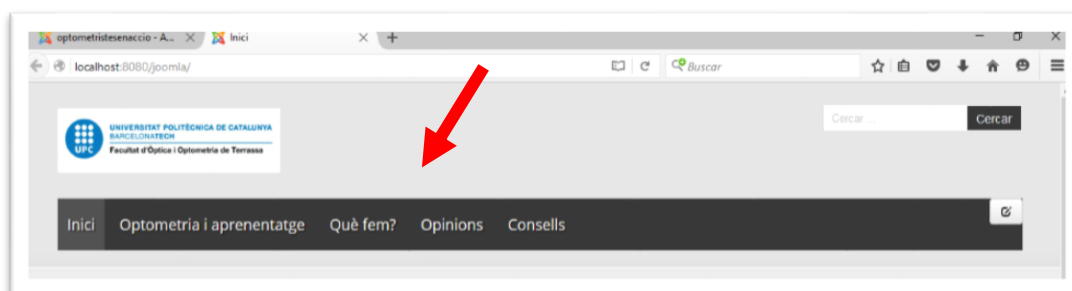 optometristesenaccio - A... Inici
localhost:8080/joomla/ Buscar
UNIVERSITAT POLITÈCNICA DE CATALUNYA
BARCELONATECH
UPC Facultat d'Òptica i Optometria de Terrassa
Cercar ... Cercar
Inici Optometria i aprenentatge Què fem? Opinions Consells